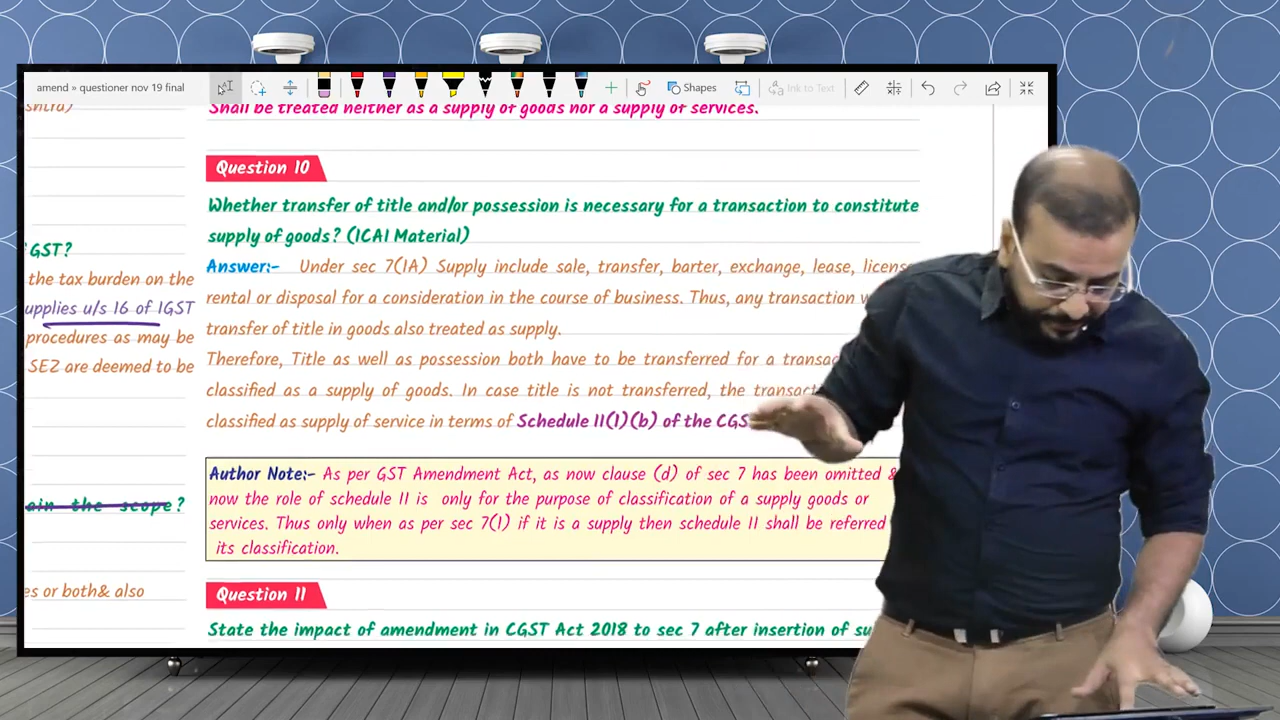 amend » questioner nov 19 final
Shapes
Ink to Text
Shall be treated neither as a supply of goods nor a supply of services.
GST?
the tax burden on the
upplies u/s 16 of IGST
procedures as may be
SEZ are deemed to be
ain the scope?
es or both& also
Question 10
Whether transfer of title and/or possession is necessary for a transaction to constitute
supply of goods? (ICAI Material)
Answer:- Under sec 7(1A) Supply include sale, transfer, barter, exchange, lease, license
rental or disposal for a consideration in the course of business. Thus, any transaction
transfer of title in goods also treated as supply.
Therefore, Title as well as possession both have to be transferred for a transac
classified as a supply of goods. In case title is not transferred, the transact
classified as supply of service in terms of Schedule II(1)(b) of the CGS
Author Note:- As per GST Amendment Act, as now clause (d) of sec 7 has been omitted &
now the role of schedule II is only for the purpose of classification of a supply goods or
services. Thus only when as per sec 7(1) if it is a supply then schedule II shall be referred
its classification.
Question 11
State the impact of amendment in CGST Act 2018 to sec 7 after insertion of su